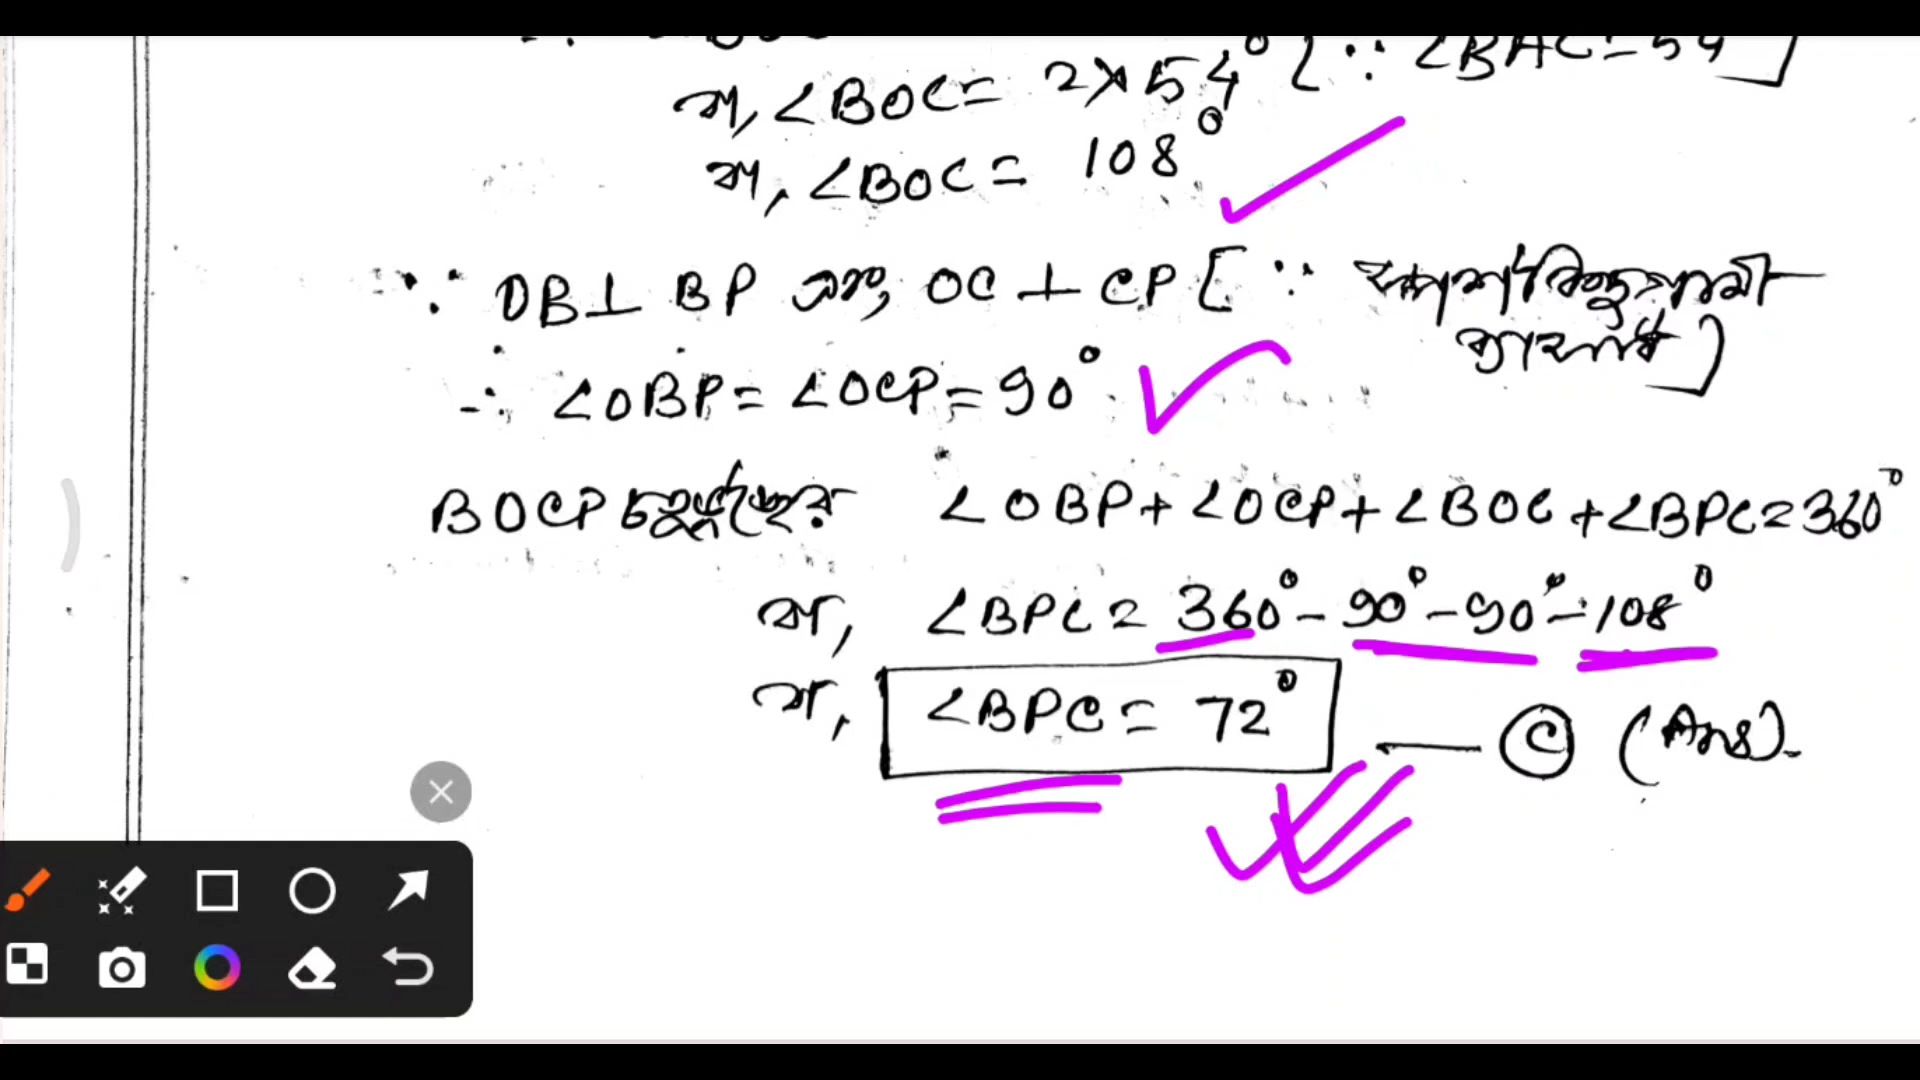 বা, ∠BOC = 2×54° [∵ ∠BAC = 54
বা, ∠BOC = 108°
∵ OB⊥BP এবং OC⊥CP [∵ স্পর্শবিন্দুগামী
ব্যাসার্ধ]
∴ ∠OBP = ∠OCP = 90°
BOCP চতুর্ভুজের ∠OBP + ∠OCP + ∠BOC + ∠BPC = 360°
বা, ∠BPC = 360° - 90° - 90° - 108°
বা, ∠BPC = 72° — C (Ans).